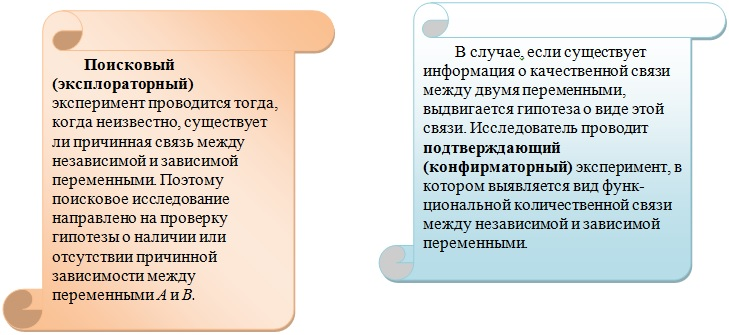 Поисковый
(эксплораторный)
эксперимент проводится тогда,
когда неизвестно, существует
ли причинная связь между
независимой и зависимой
переменными. Поэтому
поисковое исследование
направлено на проверку
гипотезы о наличии или
отсутствии причинной
зависимости между
переменными A и B.
В случае, если существует
информация о качественной связи
между двумя переменными,
выдвигается гипотеза о виде этой
связи. Исследователь проводит
подтверждающий
(конфирматорный) эксперимент, в
котором выявляется вид функ-
циональной количественной связи
между независимой и зависимой
переменными.